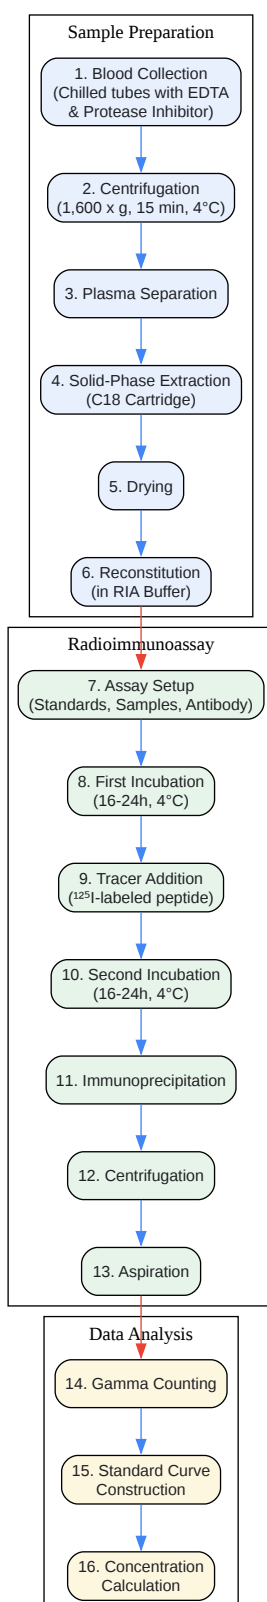 Sample Preparation
1. Blood Collection
(Chilled tubes with EDTA
& Protease Inhibitor)
2. Centrifugation
(1,600 x g, 15 min, 4°C)
3. Plasma Separation
4. Solid-Phase Extraction
(C18 Cartridge)
5. Drying
6. Reconstitution
(in RIA Buffer)
Radioimmunoassay
7. Assay Setup
(Standards, Samples, Antibody)
8. First Incubation
(16-24h, 4°C)
9. Tracer Addition
(¹²⁵I-labeled peptide)
10. Second Incubation
(16-24h, 4°C)
11. Immunoprecipitation
12. Centrifugation
13. Aspiration
Data Analysis
14. Gamma Counting
15. Standard Curve
Construction
16. Concentration
Calculation